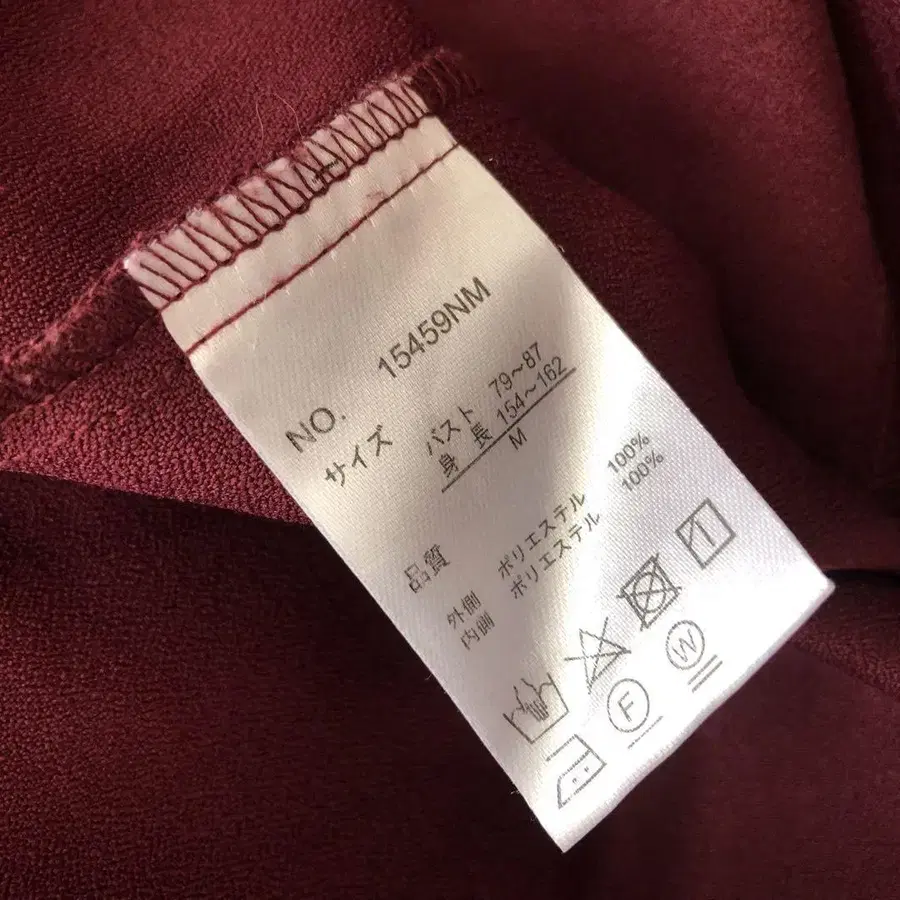 NO. 15459NM
サイズ バスト 79～87
身長 154～162
M
品質
外側 ポリエステル 100%
内側 ポリエステル 100%
F W